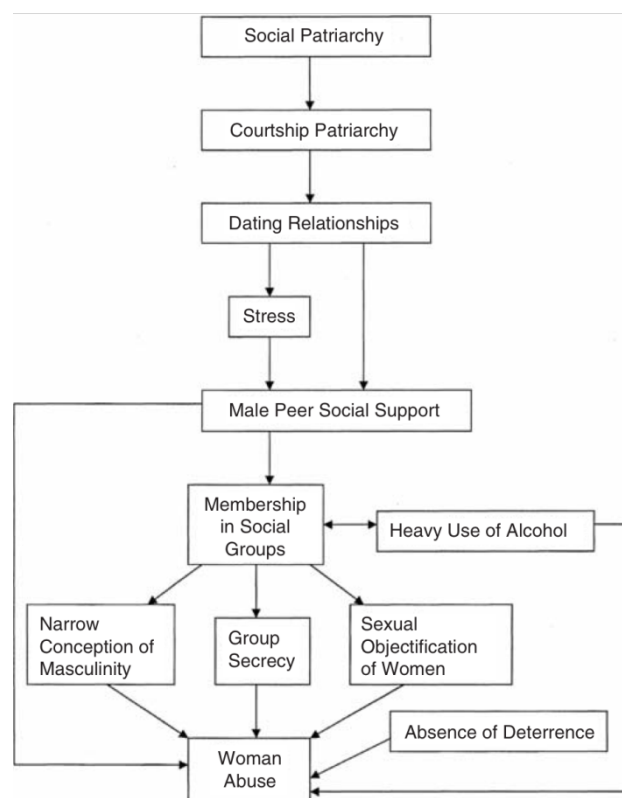 Social Patriarchy
Courtship Patriarchy
Dating Relationships
Stress
Male Peer Social Support
Membership
in Social
Groups
Heavy Use of Alcohol
Narrow
Conception of
Masculinity
Group
Secrecy
Sexual
Objectification
of Women
Absence of Deterrence
Woman
Abuse